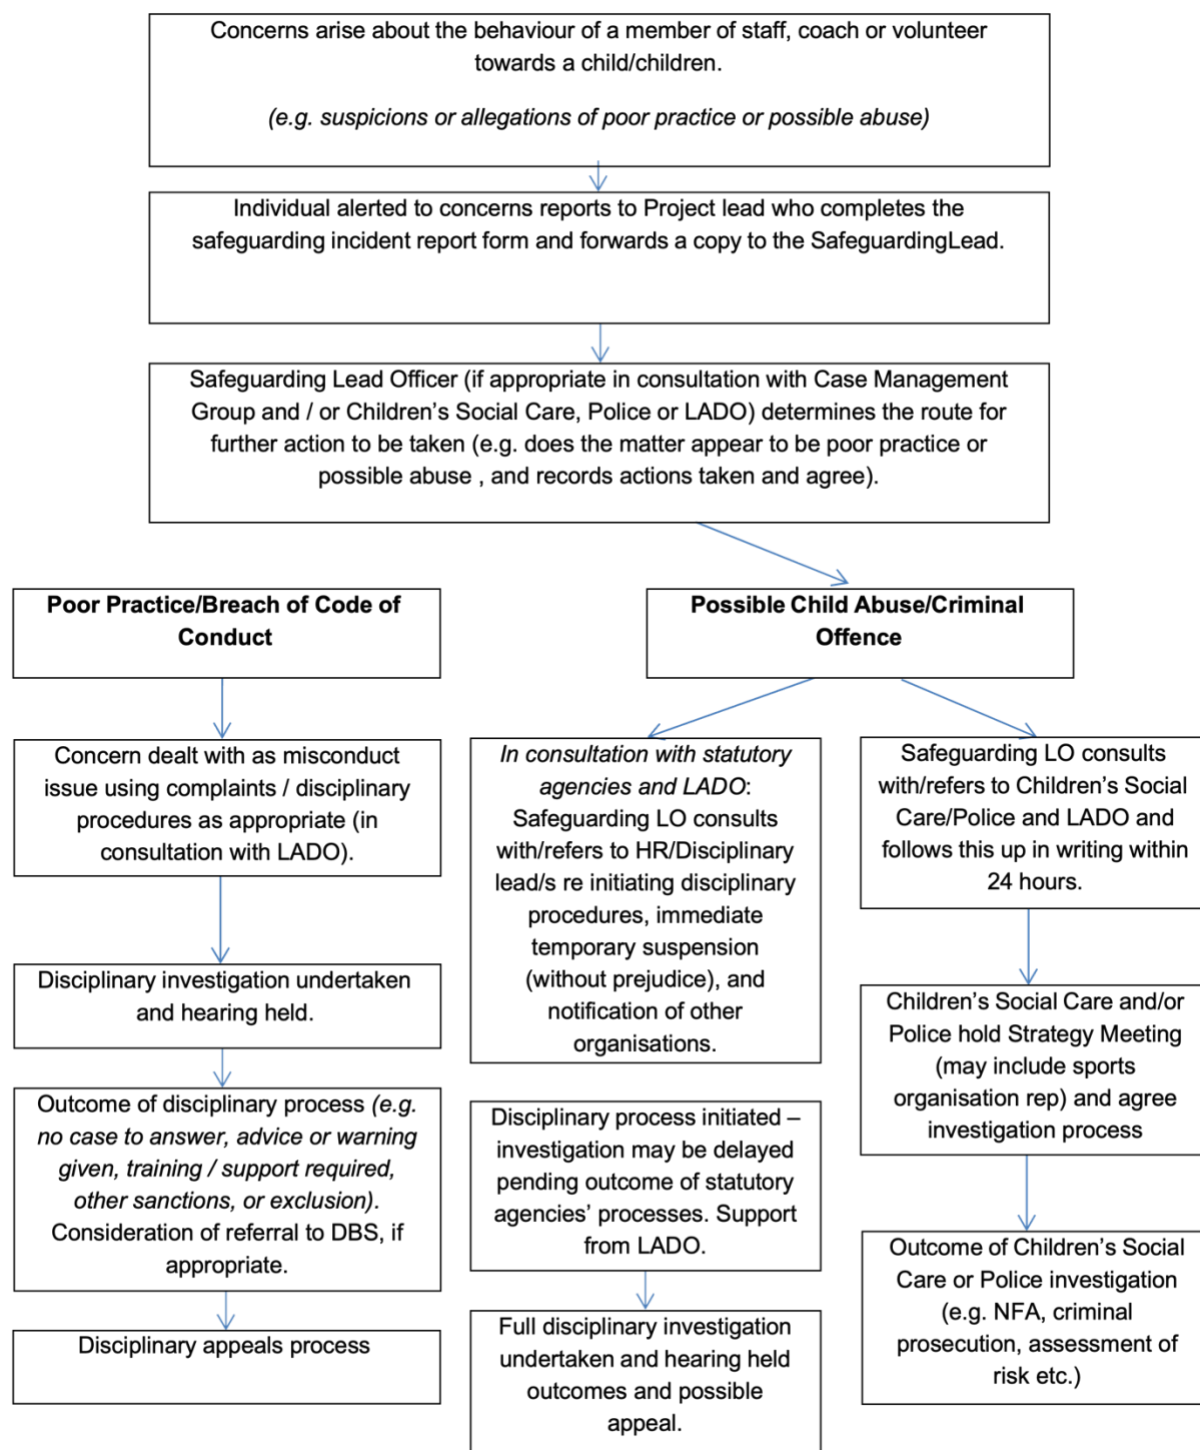 Concerns arise about the behaviour of a member of staff, coach or volunteer
towards a child/children.
(e.g. suspicions or allegations of poor practice or possible abuse)
Individual alerted to concerns reports to Project lead who completes the
safeguarding incident report form and forwards a copy to the SafeguardingLead.
Safeguarding Lead Officer (if appropriate in consultation with Case Management
Group and / or Children’s Social Care, Police or LADO) determines the route for
further action to be taken (e.g. does the matter appear to be poor practice or
possible abuse , and records actions taken and agree).
Poor Practice/Breach of Code of
Conduct
Concern dealt with as misconduct
issue using complaints / disciplinary
procedures as appropriate (in
consultation with LADO).
Disciplinary investigation undertaken
and hearing held.
Outcome of disciplinary process (e.g.
no case to answer, advice or warning
given, training / support required,
other sanctions, or exclusion).
Consideration of referral to DBS, if
appropriate.
Disciplinary appeals process
Possible Child Abuse/Criminal
Offence
In consultation with statutory
agencies and LADO:
Safeguarding LO consults
with/refers to HR/Disciplinary
lead/s re initiating disciplinary
procedures, immediate
temporary suspension
(without prejudice), and
notification of other
organisations.
Disciplinary process initiated –
investigation may be delayed
pending outcome of statutory
agencies’ processes. Support
from LADO.
Full disciplinary investigation
undertaken and hearing held
outcomes and possible
appeal.
Safeguarding LO consults
with/refers to Children’s Social
Care/Police and LADO and
follows this up in writing within
24 hours.
Children’s Social Care and/or
Police hold Strategy Meeting
(may include sports
organisation rep) and agree
investigation process
Outcome of Children’s Social
Care or Police investigation
(e.g. NFA, criminal
prosecution, assessment of
risk etc.)